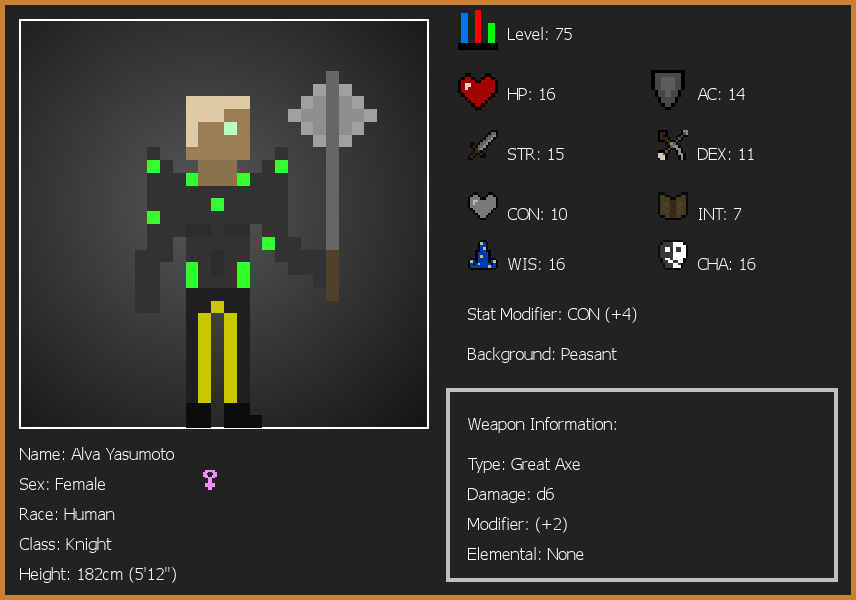 Level: 75
HP: 16
AC: 14
STR: 15
DEX: 11
CON: 10
INT: 7
WIS: 16
CHA: 16
Stat Modifier: CON (+4)
Background: Peasant
Weapon Information:
Type: Great Axe
Damage: d6
Modifier: (+2)
Elemental: None
Name: Alva Yasumoto
Sex: Female
Race: Human
Class: Knight
Height: 182cm (5'12")